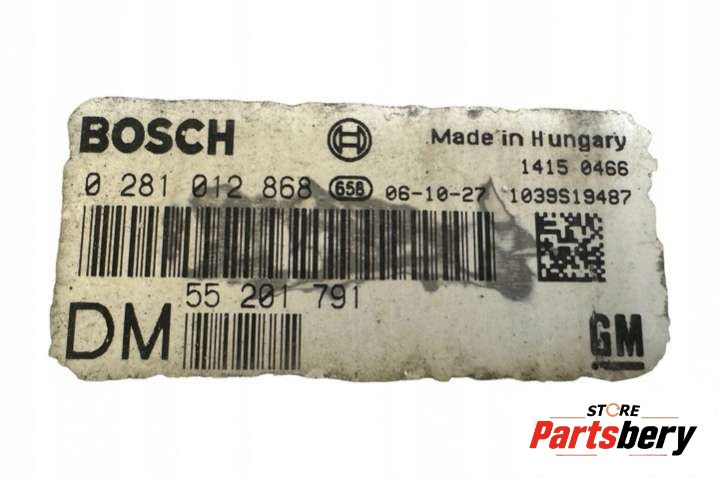 BOSCH Made in Hungary
1415 0466
0 281 012 868 658 06-10-27 1039S19487
55 201 791
DM GM
STORE
Partsbery